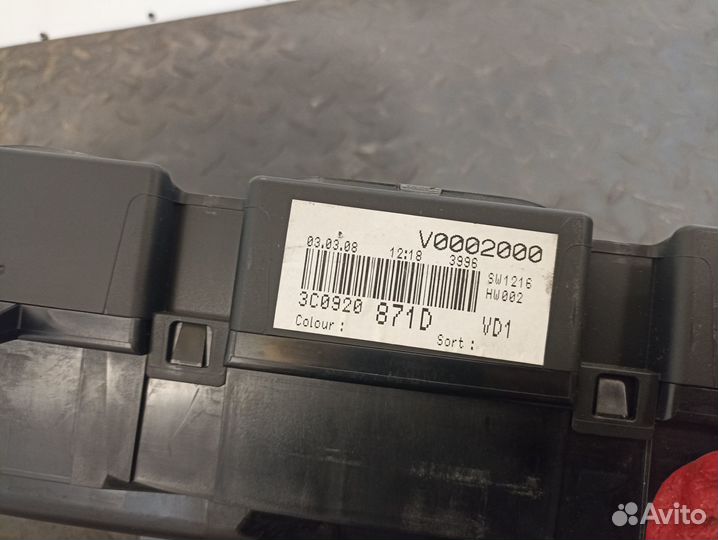 V0002000
03.03.08 12:18 3996
SW1216
HW002
3C0920 871D VD1
Colour : Sort :
Avito